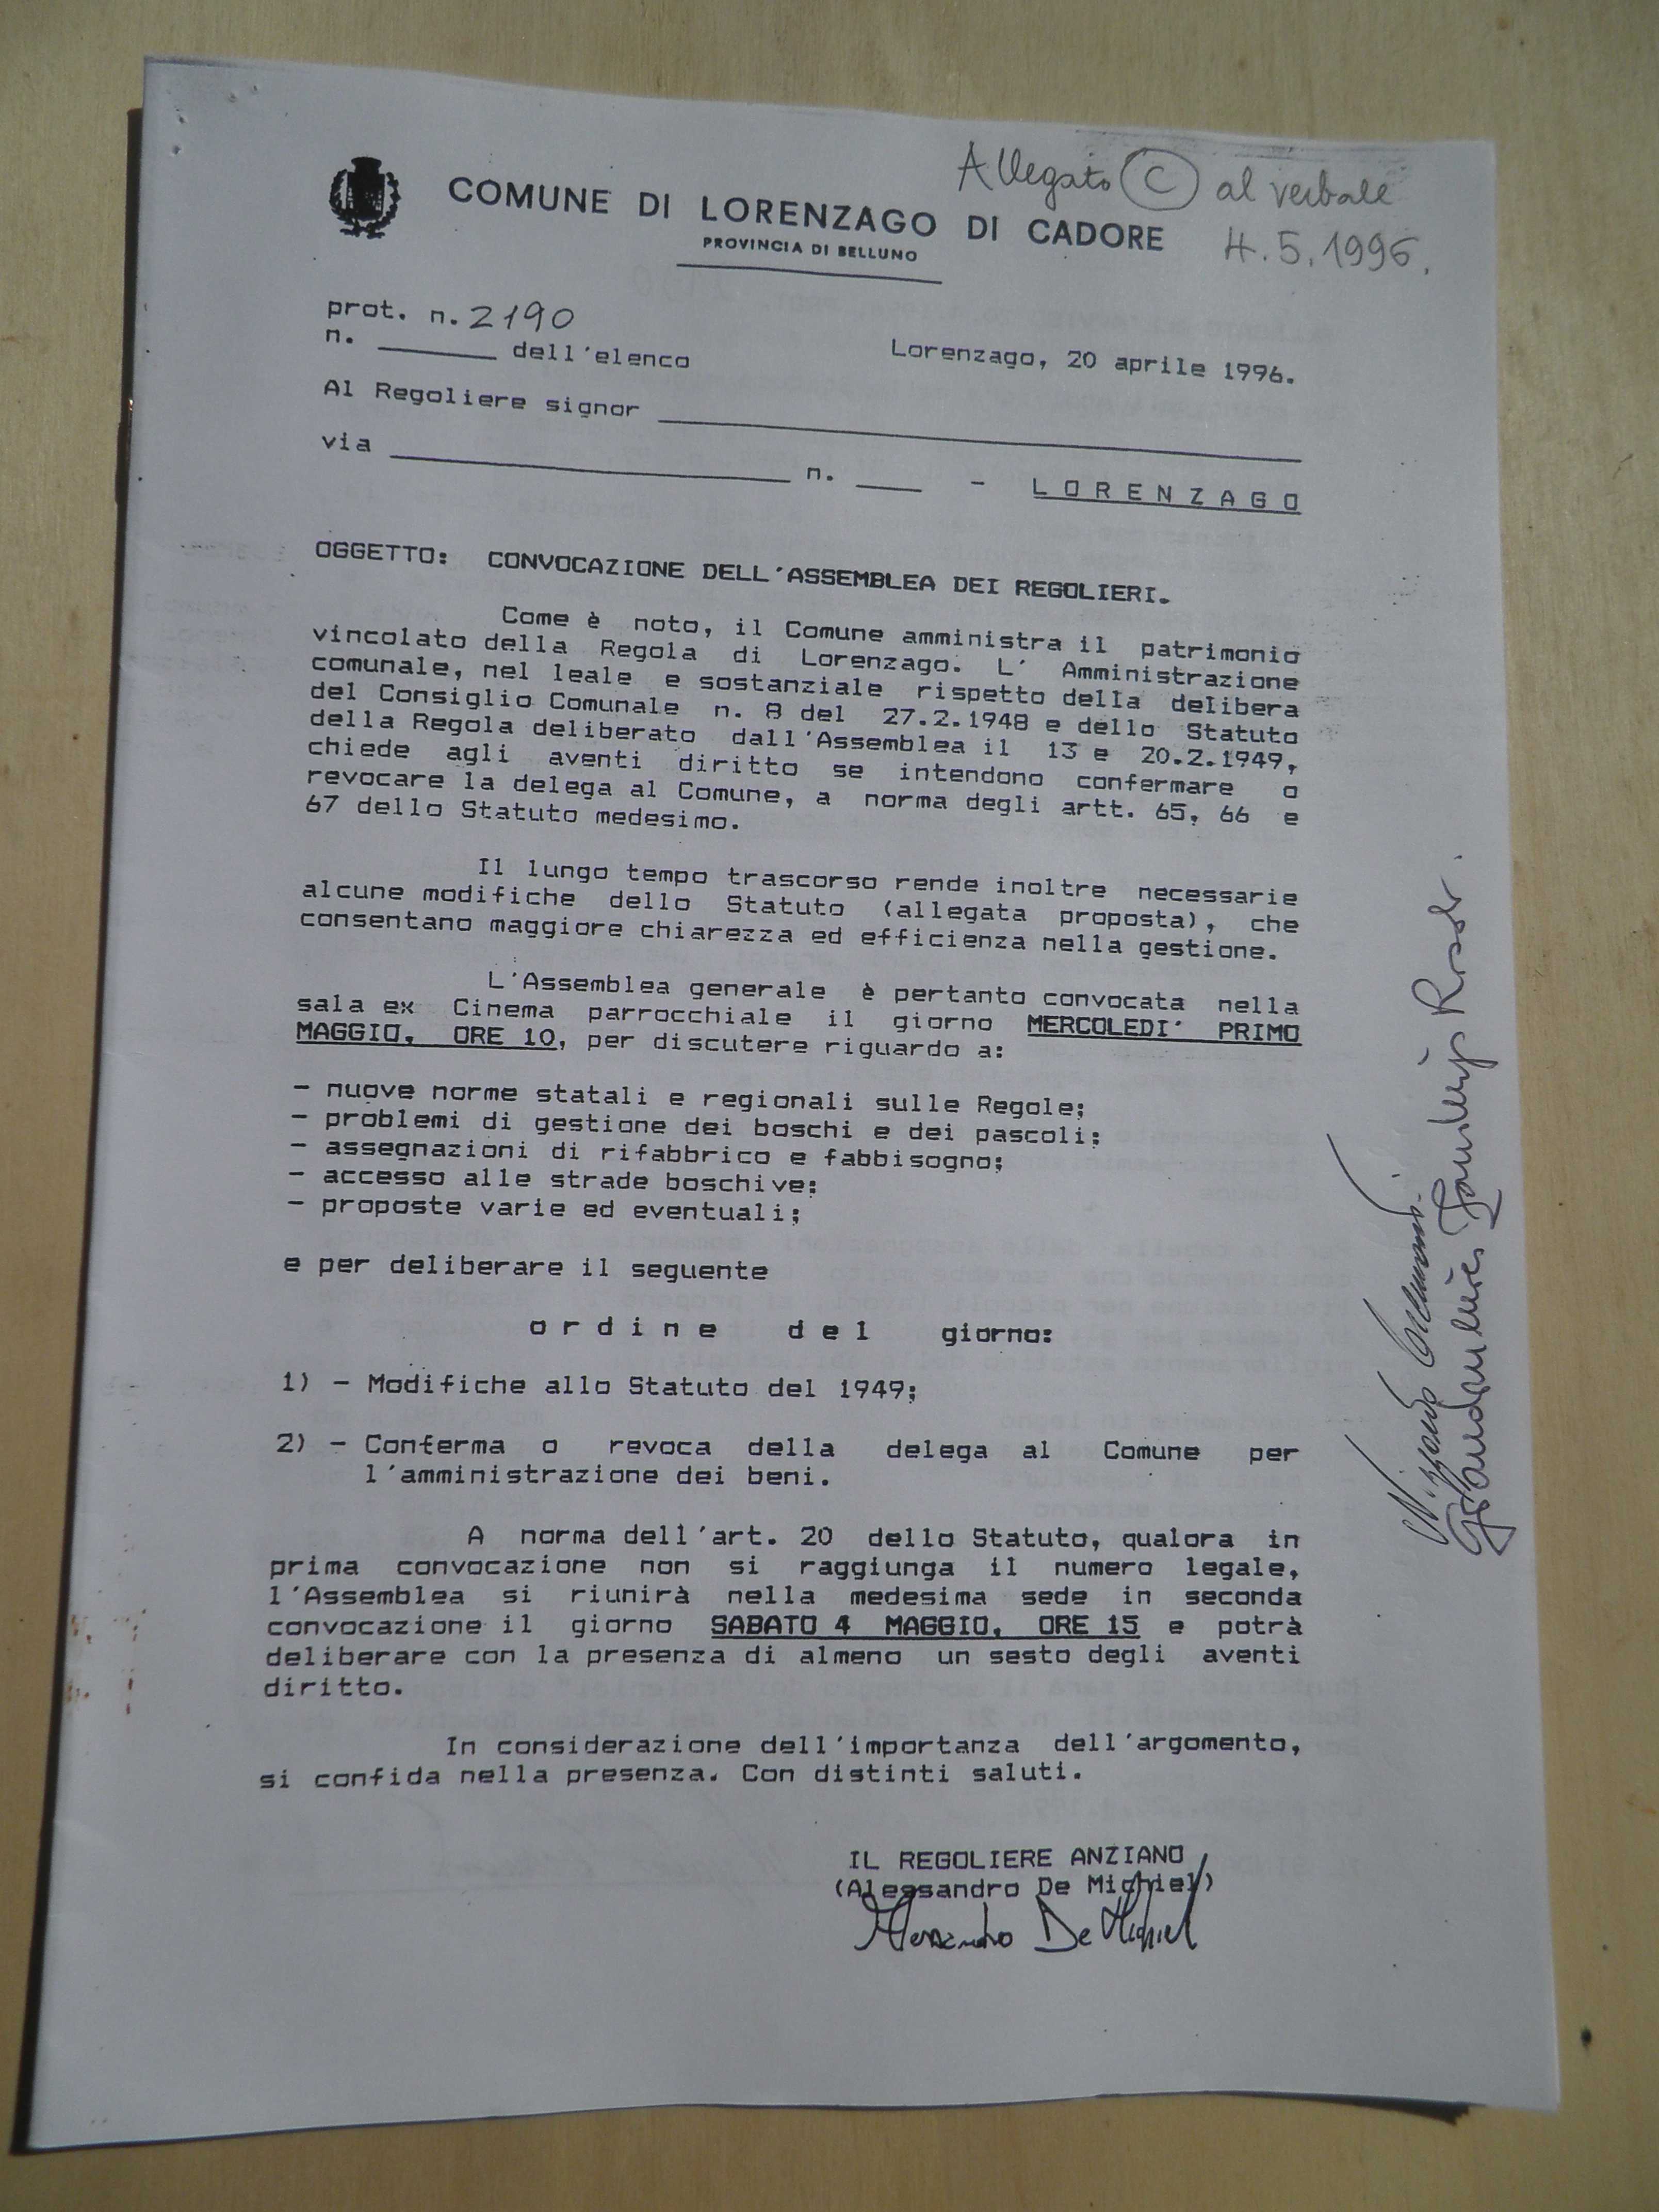 Allegato C al verbale
4.5.1996.
COMUNE DI LORENZAGO DI CADORE
PROVINCIA DI BELLUNO
prot. n. 2190
n. ______ dell'elenco
Lorenzago, 20 aprile 1996.
Al Regoliere signor ______
via ______ n. ___ - L O R E N Z A G O
OGGETTO: CONVOCAZIONE DELL'ASSEMBLEA DEI REGOLIERI.
Come è noto, il Comune amministra il patrimonio
vincolato della Regola di Lorenzago. L' Amministrazione
comunale, nel leale e sostanziale rispetto della delibera
del Consiglio Comunale n. 8 del 27.2.1948 e dello Statuto
della Regola deliberato dall'Assemblea il 13 e 20.2.1949,
chiede agli aventi diritto se intendono confermare o
revocare la delega al Comune, a norma degli artt. 65, 66 e
67 dello Statuto medesimo.
Il lungo tempo trascorso rende inoltre necessarie
alcune modifiche dello Statuto (allegata proposta), che
consentano maggiore chiarezza ed efficienza nella gestione.
L'Assemblea generale è pertanto convocata nella
sala ex Cinema parrocchiale il giorno MERCOLEDI' PRIMO
MAGGIO, ORE 10, per discutere riguardo a:
- nuove norme statali e regionali sulle Regole;
- problemi di gestione dei boschi e dei pascoli;
- assegnazioni di rifabbrico e fabbisogno;
- accesso alle strade boschive;
- proposte varie ed eventuali;
e per deliberare il seguente
o r d i n e d e l giorno:
1) - Modifiche allo Statuto del 1949;
2) - Conferma o revoca della delega al Comune per
l'amministrazione dei beni.
A norma dell'art. 20 dello Statuto, qualora in
prima convocazione non si raggiunga il numero legale,
l'Assemblea si riunirà nella medesima sede in seconda
convocazione il giorno SABATO 4 MAGGIO, ORE 15 e potrà
deliberare con la presenza di almeno un sesto degli aventi
diritto.
In considerazione dell'importanza dell'argomento,
si confida nella presenza. Con distinti saluti.
IL REGOLIERE ANZIANO
(Alessandro De Michiel)
Alessandro De Michiel